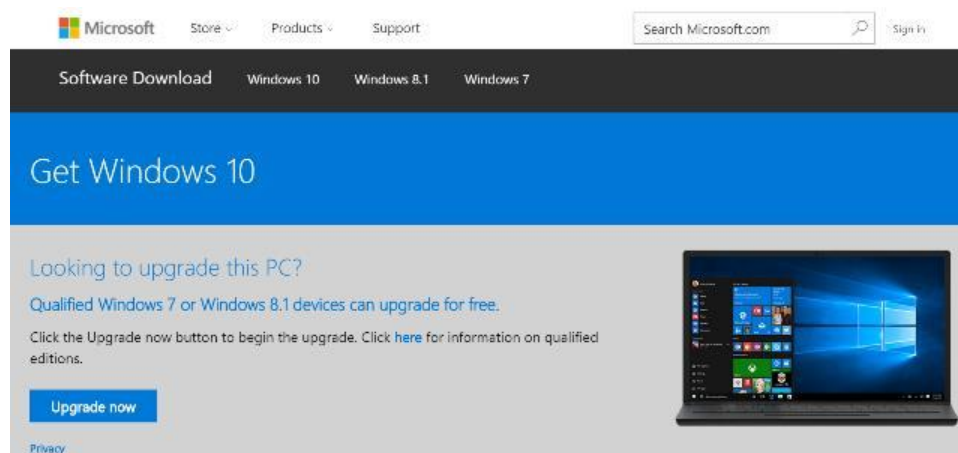 Microsoft Store Products Support Search Microsoft.com Sign in
Software Download Windows 10 Windows 8.1 Windows 7
Get Windows 10
Looking to upgrade this PC?
Qualified Windows 7 or Windows 8.1 devices can upgrade for free.
Click the Upgrade now button to begin the upgrade. Click here for information on qualified
editions.
Upgrade now
Privacy